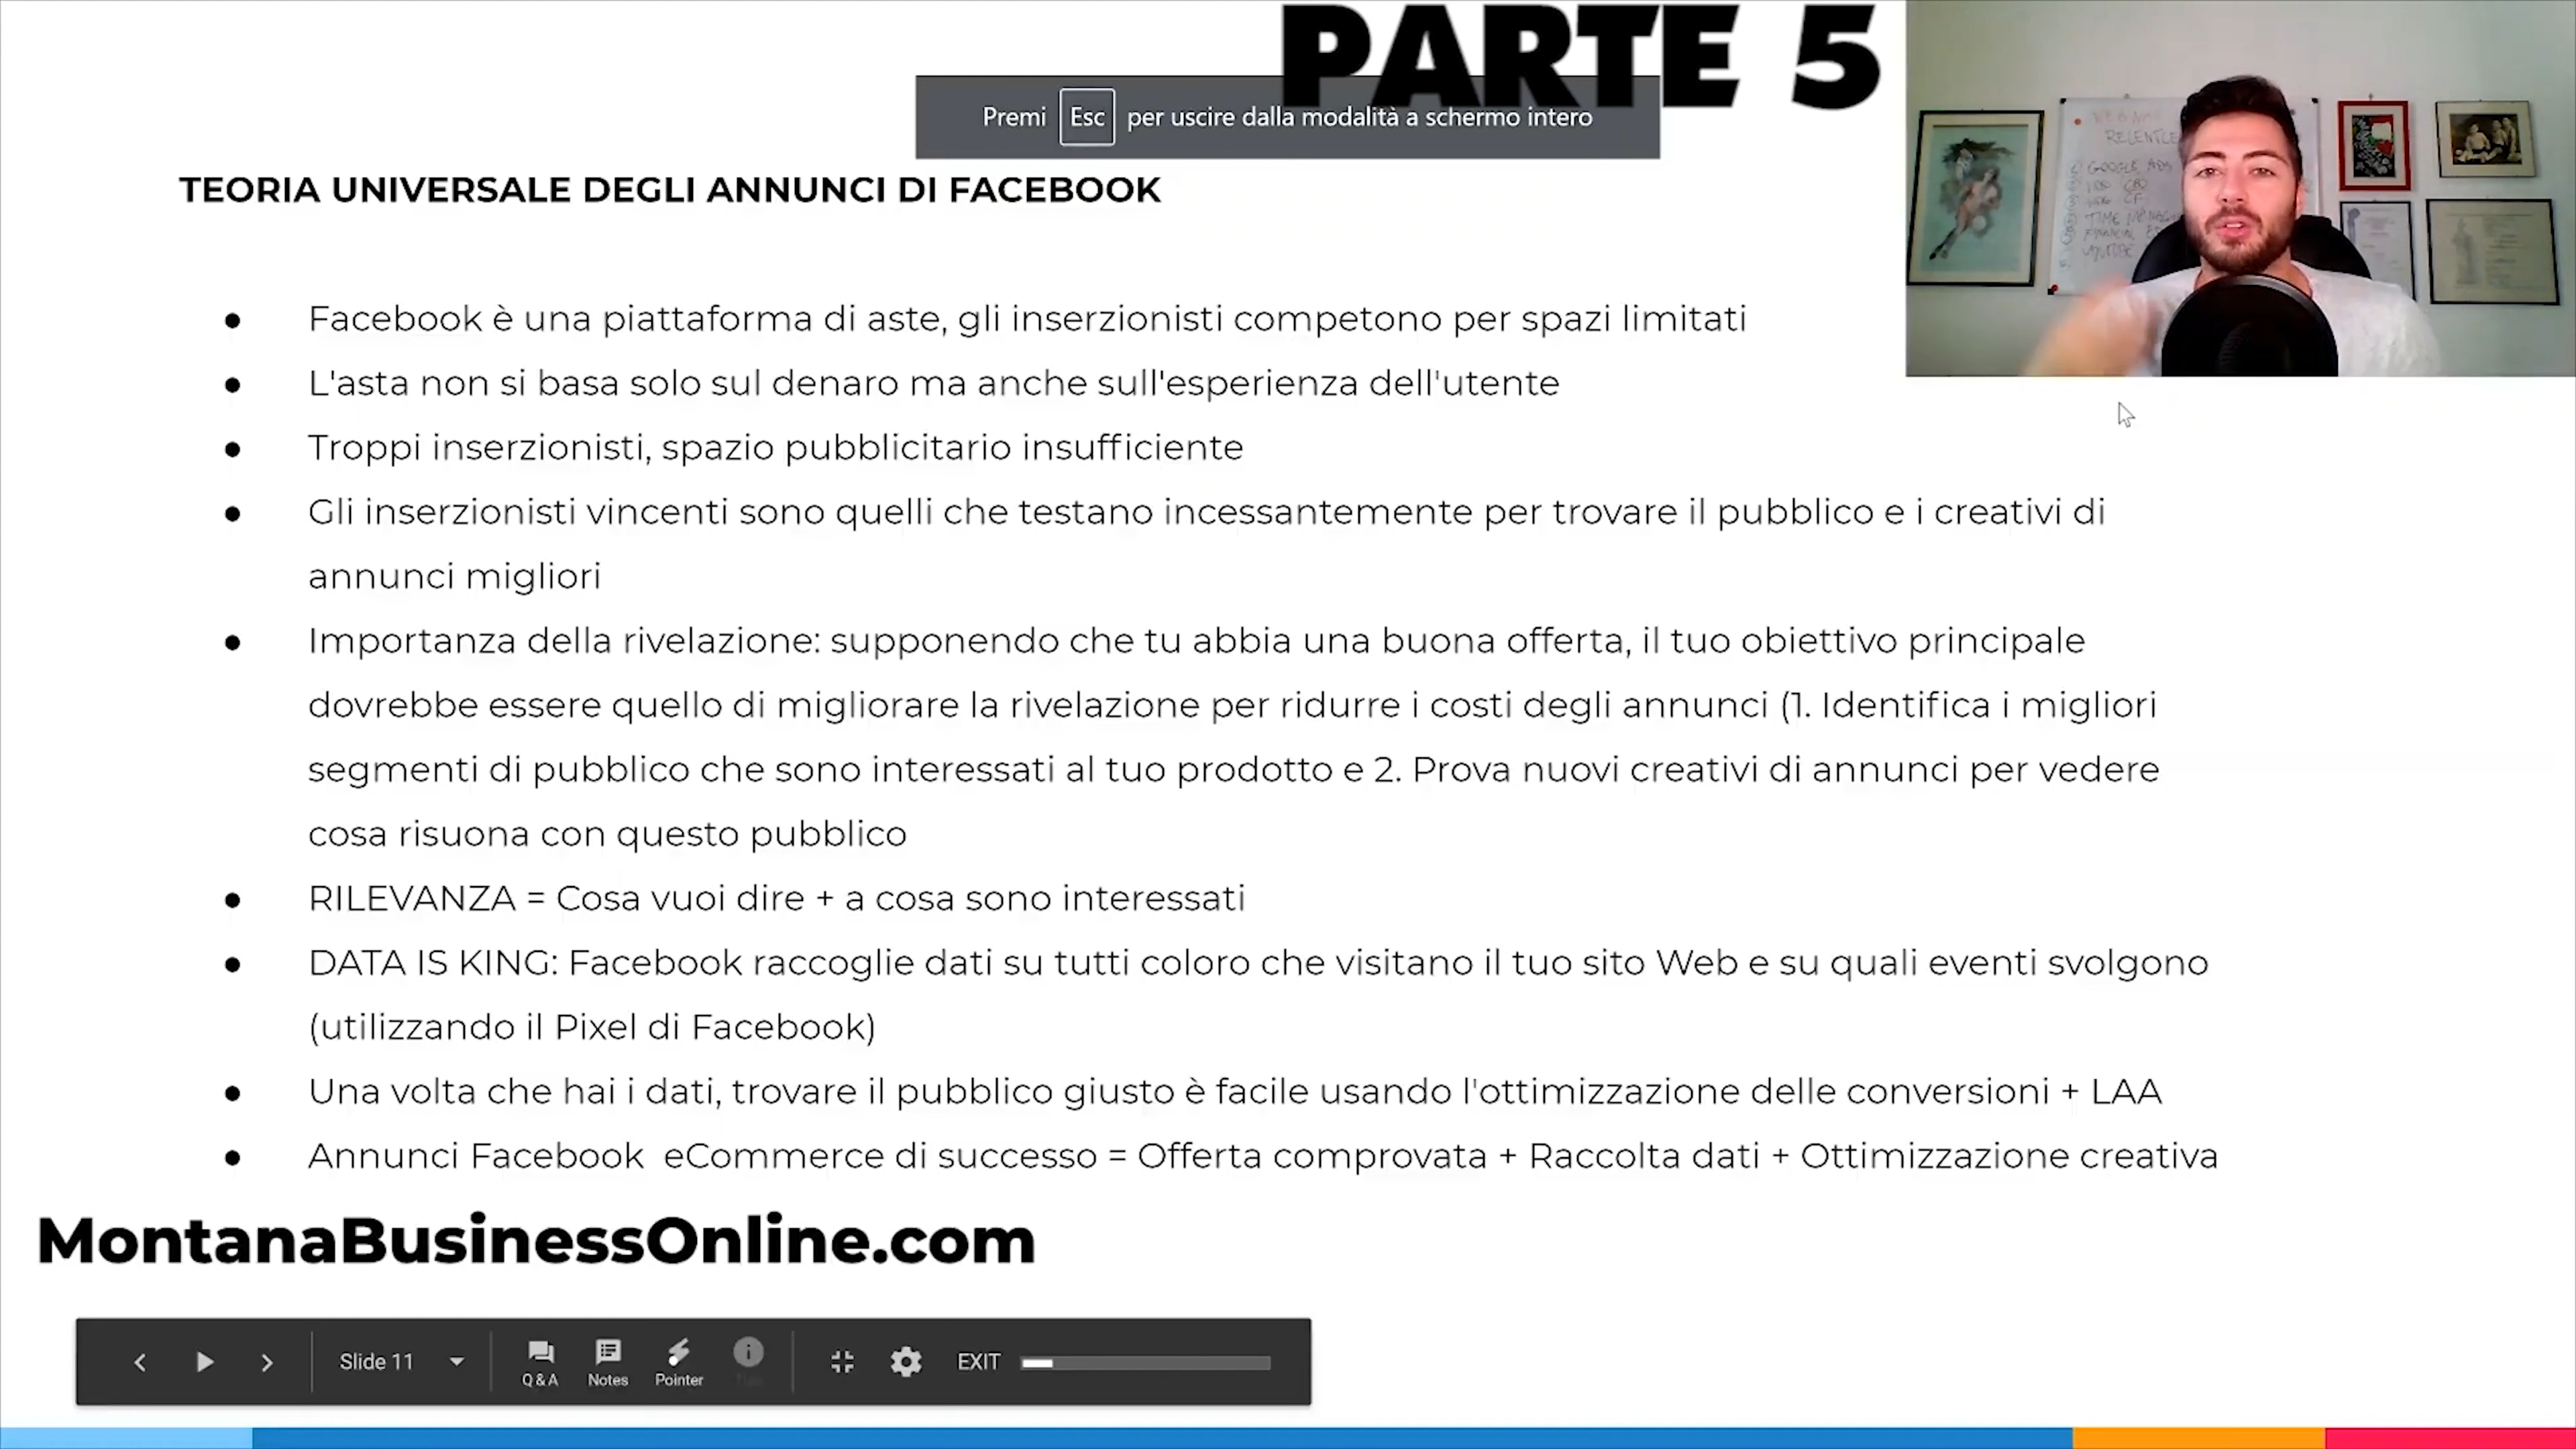 PARTE 5
Premi Esc per uscire dalla modalità a schermo intero
RELENTLE
GOOGLE ADS
TEORIA UNIVERSALE DEGLI ANNUNCI DI FACEBOOK
● Facebook è una piattaforma di aste, gli inserzionisti competono per spazi limitati
● L'asta non si basa solo sul denaro ma anche sull'esperienza dell'utente
● Troppi inserzionisti, spazio pubblicitario insufficiente
● Gli inserzionisti vincenti sono quelli che testano incessantemente per trovare il pubblico e i creativi di
annunci migliori
● Importanza della rivelazione: supponendo che tu abbia una buona offerta, il tuo obiettivo principale
dovrebbe essere quello di migliorare la rivelazione per ridurre i costi degli annunci (1. Identifica i migliori
segmenti di pubblico che sono interessati al tuo prodotto e 2. Prova nuovi creativi di annunci per vedere
cosa risuona con questo pubblico
● RILEVANZA = Cosa vuoi dire + a cosa sono interessati
● DATA IS KING: Facebook raccoglie dati su tutti coloro che visitano il tuo sito Web e su quali eventi svolgono
(utilizzando il Pixel di Facebook)
● Una volta che hai i dati, trovare il pubblico giusto è facile usando l'ottimizzazione delle conversioni + LAA
● Annunci Facebook  eCommerce di successo = Offerta comprovata + Raccolta dati + Ottimizzazione creativa
MontanaBusinessOnline.com
Slide 11 Q & A Notes Pointer EXIT